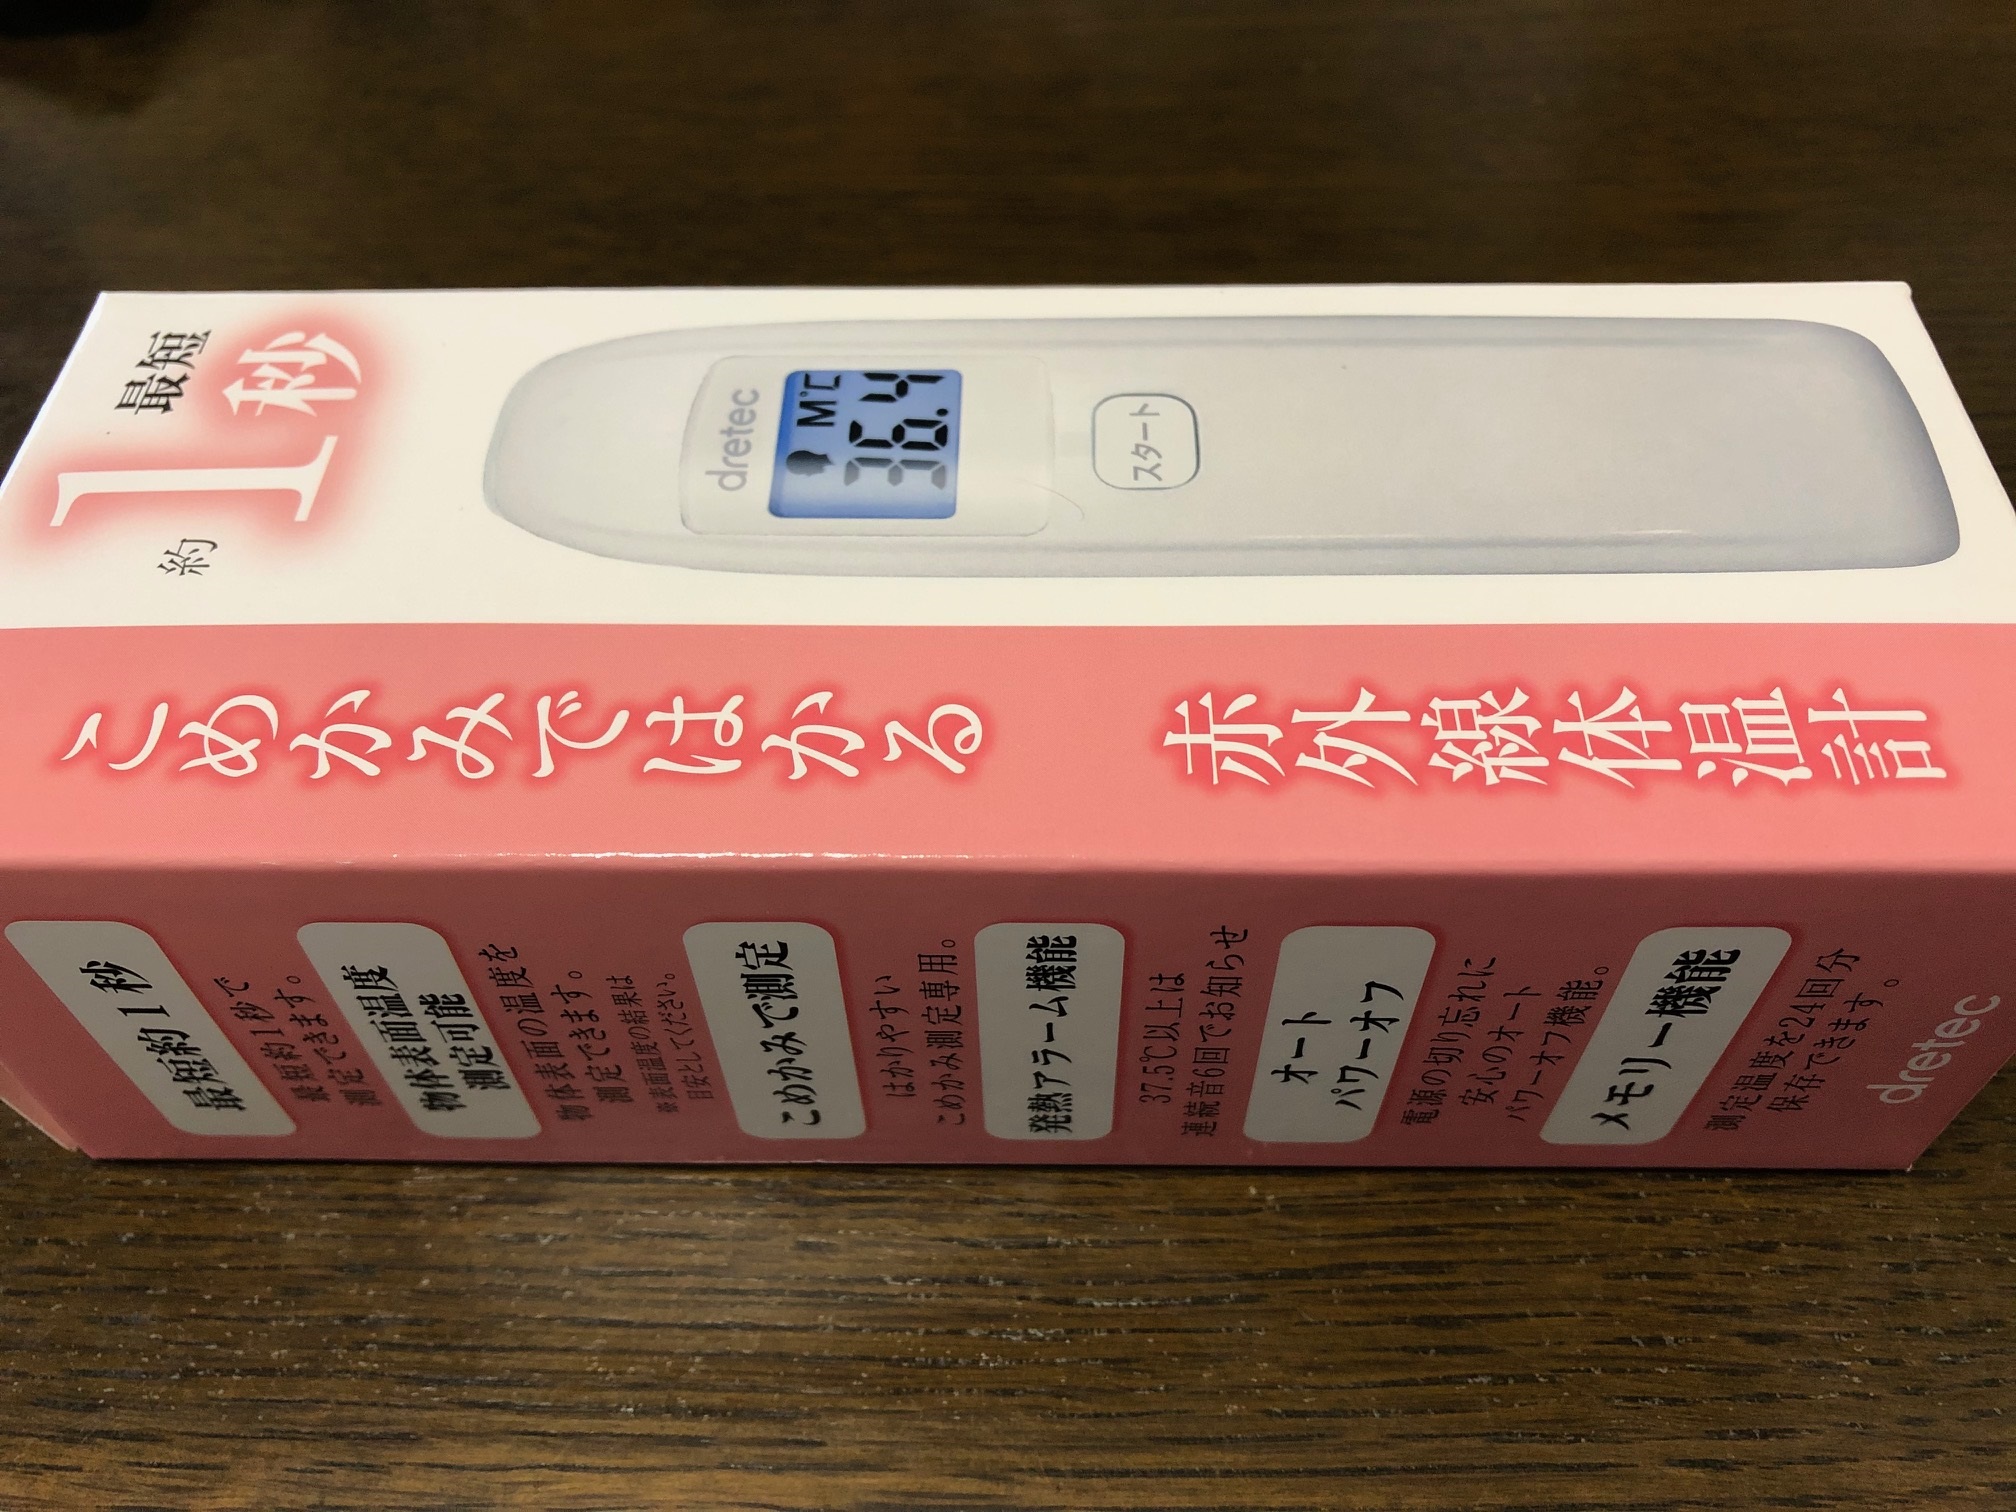 最短
約1秒
dretec
M℃
36.4
スタート
こめかみではかる
赤外線体温計
最短約1秒
最短約1秒で
測定できます。
物体表面温度
測定可能
物体表面の温度を
測定できます。
※表面温度の結果は
目安としてください。
こめかみで測定
はかりやすい
こめかみ測定専用。
発熱アラーム機能
37.5℃以上は
連続音6回でお知らせ
オート
パワーオフ
電源の切り忘れに
安心のオート
パワーオフ機能。
メモリー機能
測定温度を24回分
保存できます。
dretec